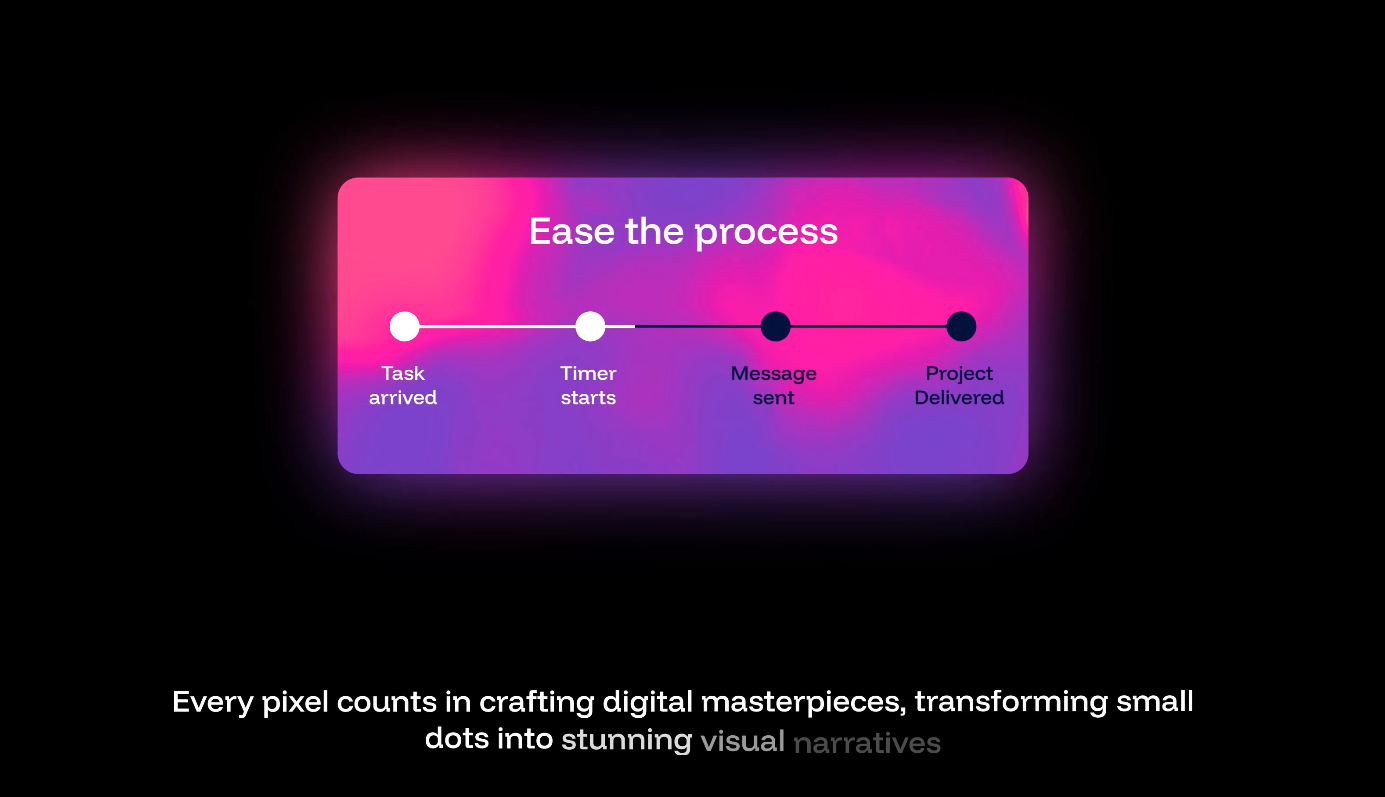 Ease the process
Task
arrived
Timer
starts
Message
sent
Project
Delivered
Every pixel counts in crafting digital masterpieces, transforming small
dots into stunning visual narratives